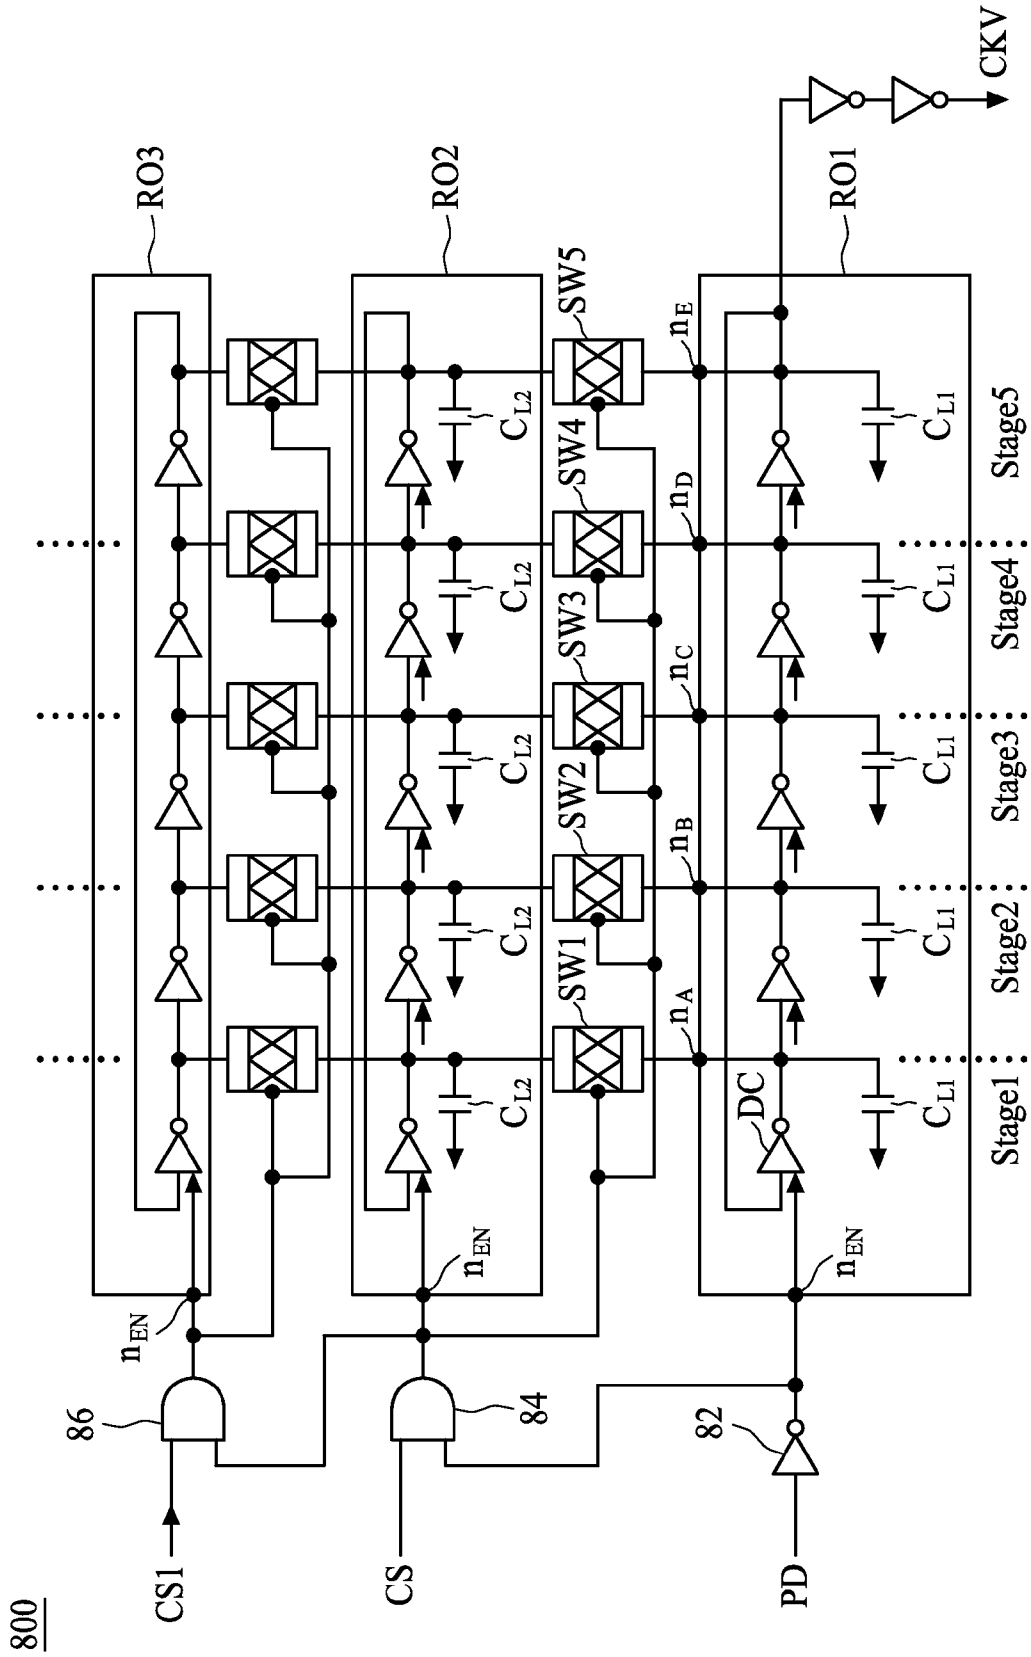 800
RO3
RO2
RO1
CS1
86
nEN
CS
84
nEN
PD
82
nEN
CL2
CL2
CL2
CL2
CL2
SW1
SW2
SW3
SW4
SW5
nA
nB
nC
nD
nE
DC
CL1
CL1
CL1
CL1
CL1
Stage1
Stage2
Stage3
Stage4
Stage5
CKV